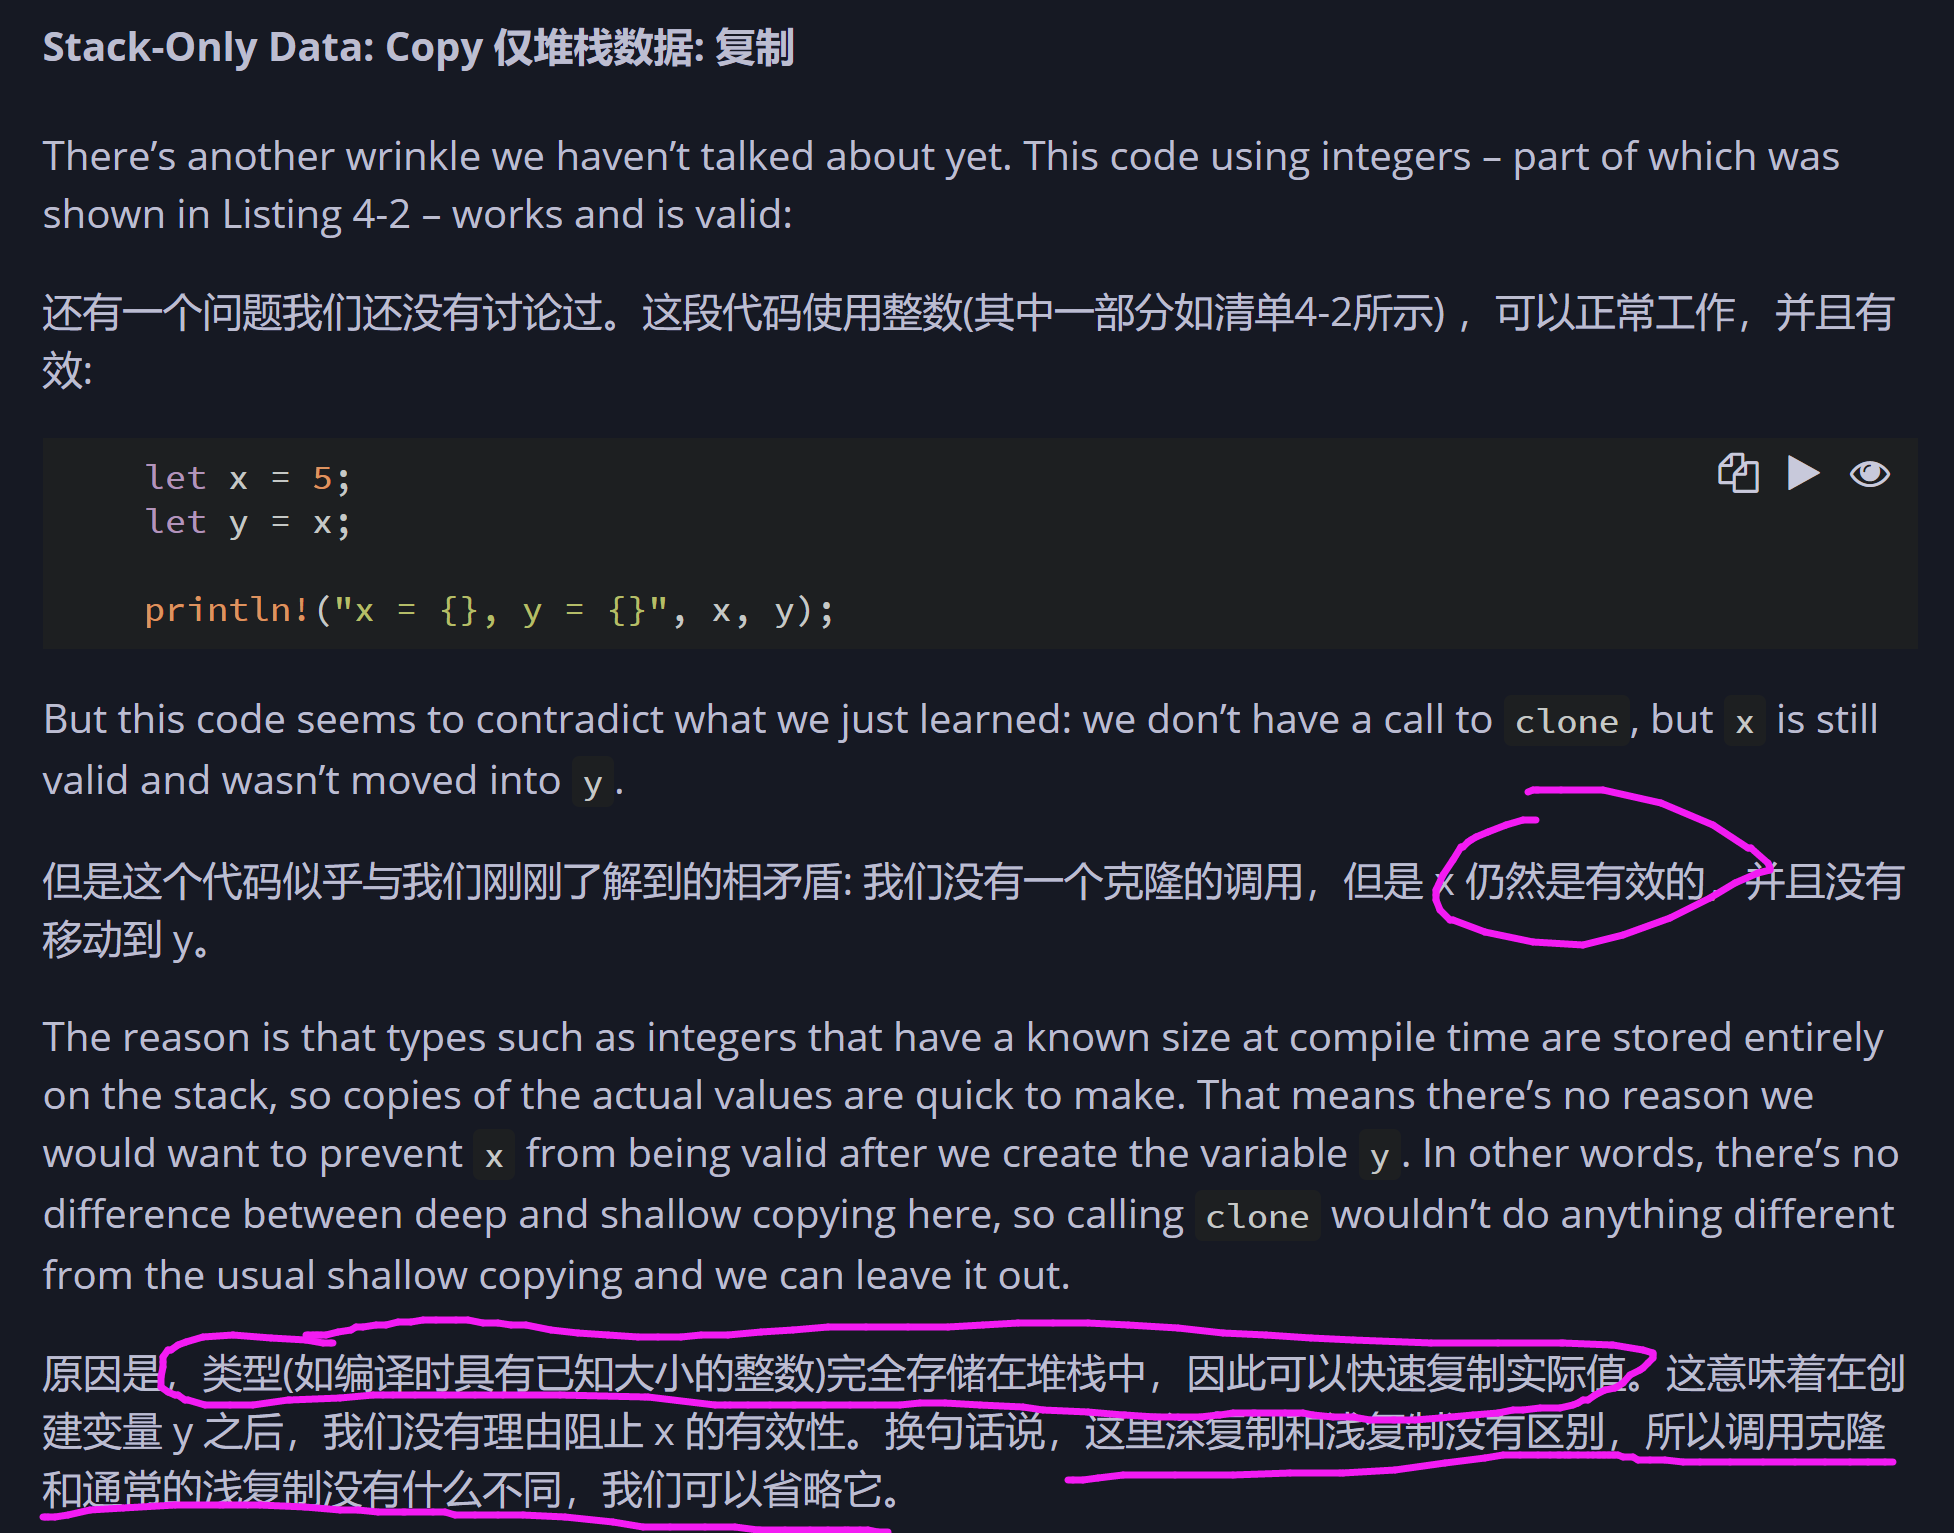 Stack-Only Data: Copy 仅堆栈数据: 复制
There’s another wrinkle we haven’t talked about yet. This code using integers – part of which was
shown in Listing 4-2 – works and is valid:
还有一个问题我们还没有讨论过。这段代码使用整数(其中一部分如清单4-2所示) ，可以正常工作，并且有
效:
let x = 5;
let y = x;
println!("x = {}, y = {}", x, y);
But this code seems to contradict what we just learned: we don’t have a call to clone, but x is still
valid and wasn’t moved into y.
但是这个代码似乎与我们刚刚了解到的相矛盾: 我们没有一个克隆的调用，但是 x 仍然是有效的，并且没有
移动到 y。
The reason is that types such as integers that have a known size at compile time are stored entirely
on the stack, so copies of the actual values are quick to make. That means there’s no reason we
would want to prevent x from being valid after we create the variable y. In other words, there’s no
difference between deep and shallow copying here, so calling clone wouldn’t do anything different
from the usual shallow copying and we can leave it out.
原因是，类型(如编译时具有已知大小的整数)完全存储在堆栈中，因此可以快速复制实际值。这意味着在创
建变量 y 之后，我们没有理由阻止 x 的有效性。换句话说，这里深复制和浅复制没有区别，所以调用克隆
和通常的浅复制没有什么不同，我们可以省略它。